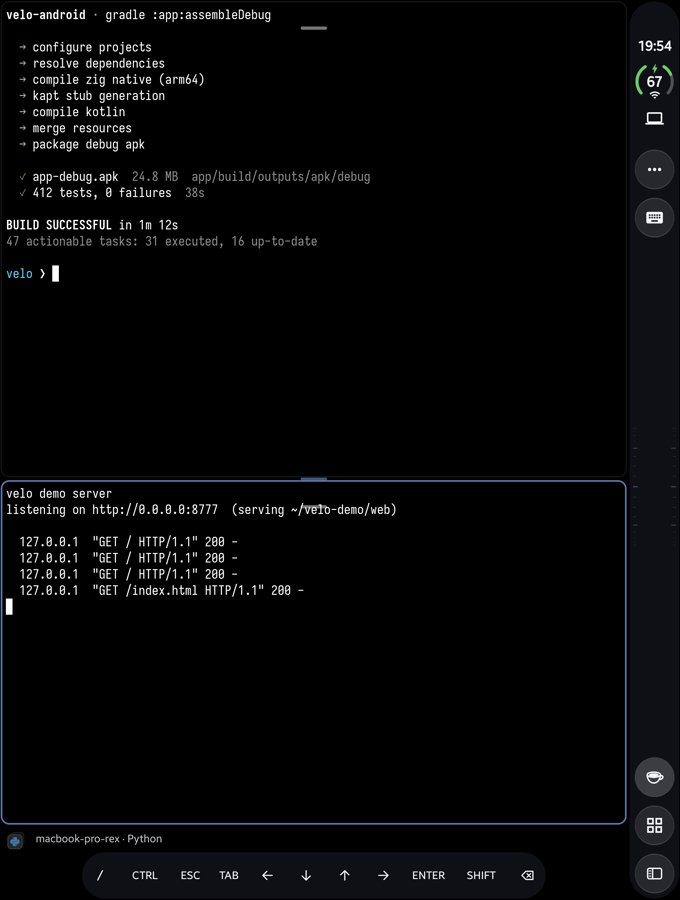 velo-android · gradle :app:assembleDebug
→ configure projects
→ resolve dependencies
→ compile zig native (arm64)
→ kapt stub generation
→ compile kotlin
→ merge resources
→ package debug apk
✓ app-debug.apk 24.8 MB app/build/outputs/apk/debug
✓ 412 tests, 0 failures 38s
BUILD SUCCESSFUL in 1m 12s
47 actionable tasks: 31 executed, 16 up-to-date
velo ❯
velo demo server
listening on http://0.0.0.0:8777 (serving ~/velo-demo/web)
127.0.0.1 "GET / HTTP/1.1" 200 -
127.0.0.1 "GET / HTTP/1.1" 200 -
127.0.0.1 "GET / HTTP/1.1" 200 -
127.0.0.1 "GET /index.html HTTP/1.1" 200 -
macbook-pro-rex · Python
/ CTRL ESC TAB ← ↓ ↑ → ENTER SHIFT
19:54
67